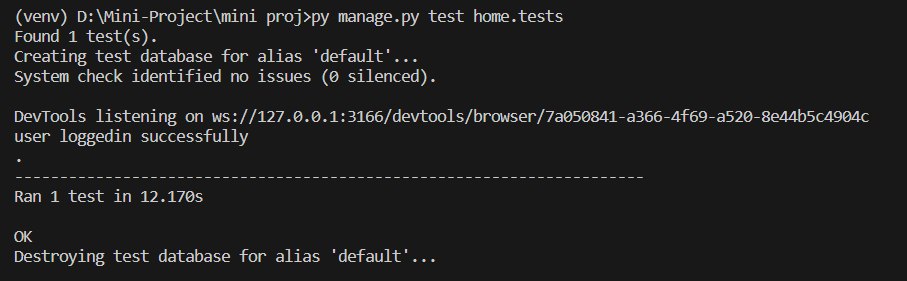 (venv) D:\Mini-Project\mini proj>py manage.py test home.tests
Found 1 test(s).
Creating test database for alias 'default'...
System check identified no issues (0 silenced).
DevTools listening on ws://127.0.0.1:3166/devtools/browser/7a050841-a366-4f69-a520-8e44b5c4904c
user loggedin successfully
.
----------------------------------------------------------------------
Ran 1 test in 12.170s
OK
Destroying test database for alias 'default'...